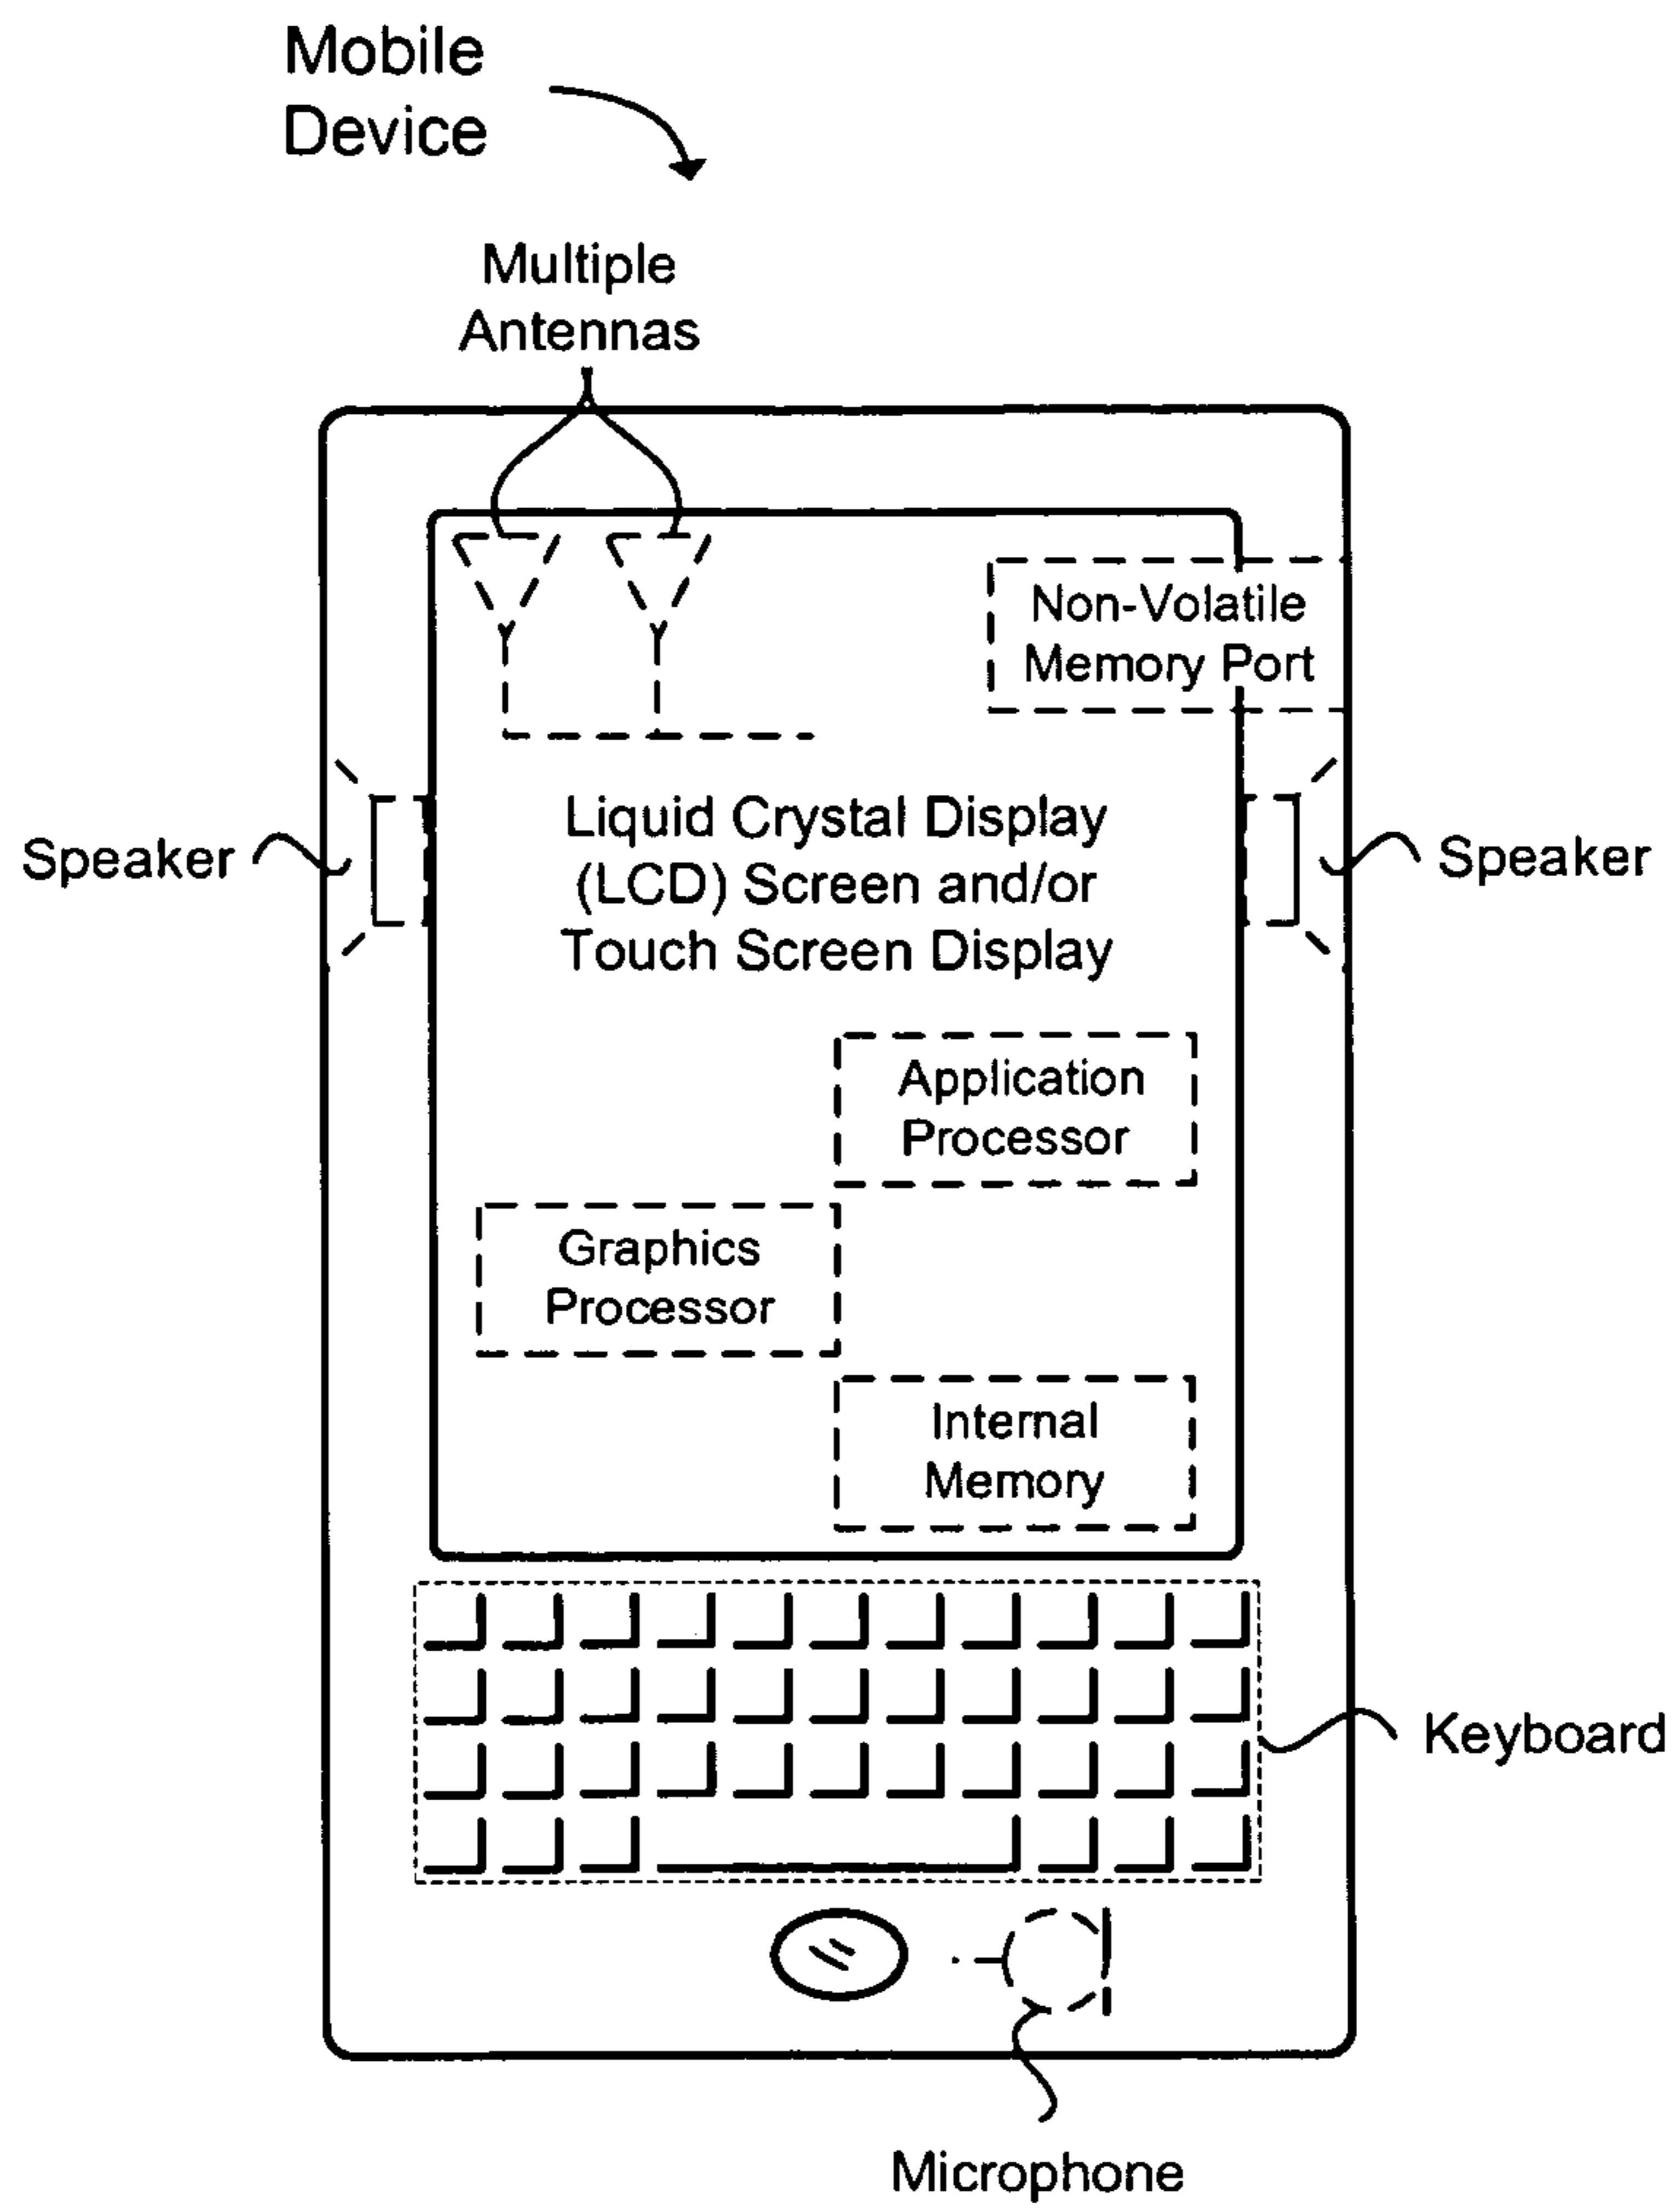 Mobile
Device
Multiple
Antennas
Non-Volatile
Memory Port
Speaker
Liquid Crystal Display
(LCD) Screen and/or
Touch Screen Display
Speaker
Application
Processor
Graphics
Processor
Internal
Memory
Keyboard
Microphone